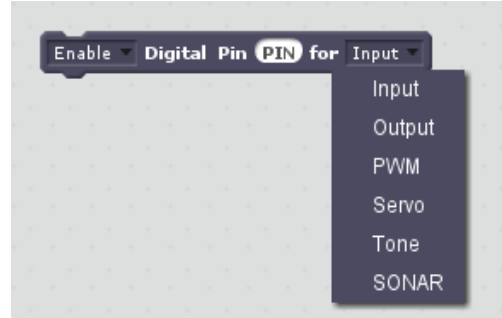 Enable Digital Pin PIN for Input
Input
Output
PWM
Servo
Tone
SONAR